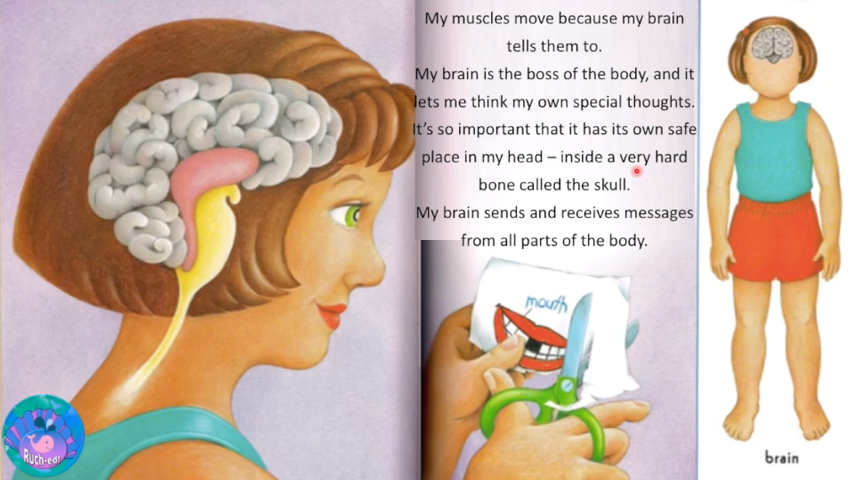 My muscles move because my brain
tells them to.
My brain is the boss of the body, and it
lets me think my own special thoughts.
It's so important that it has its own safe
place in my head – inside a very hard
bone called the skull.
My brain sends and receives messages
from all parts of the body.
mouth
brain
Ruch-ed!